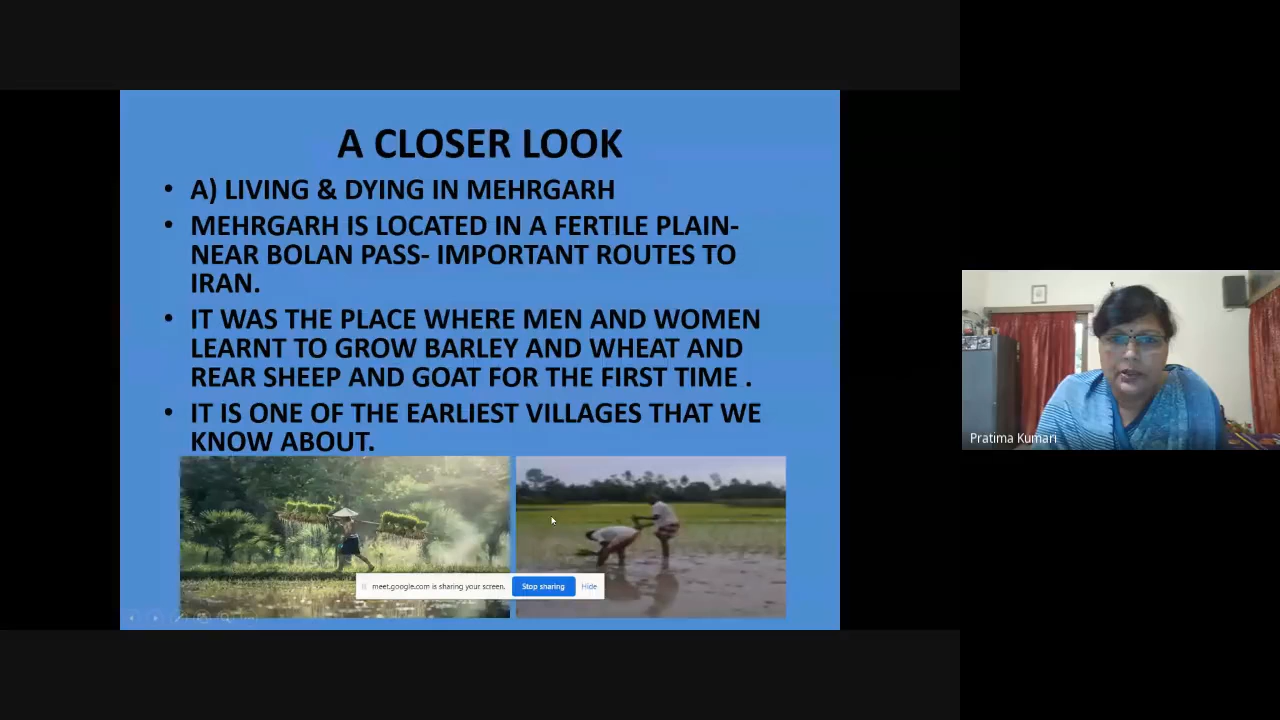 A CLOSER LOOK
• A) LIVING & DYING IN MEHRGARH
• MEHRGARH IS LOCATED IN A FERTILE PLAIN-
NEAR BOLAN PASS- IMPORTANT ROUTES TO
IRAN.
• IT WAS THE PLACE WHERE MEN AND WOMEN
LEARNT TO GROW BARLEY AND WHEAT AND
REAR SHEEP AND GOAT FOR THE FIRST TIME .
• IT IS ONE OF THE EARLIEST VILLAGES THAT WE
KNOW ABOUT.
meet.google.com is sharing your screen. Stop sharing Hide
Pratima Kumari